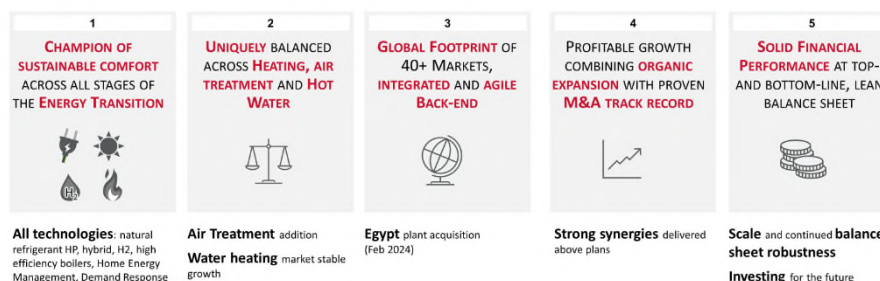 1
CHAMPION OF
SUSTAINABLE COMFORT
ACROSS ALL STAGES OF
THE ENERGY TRANSITION
H₂
All technologies: natural
refrigerant HP, hybrid, H2, high
efficiency boilers, Home Energy
Management, Demand Response
2
UNIQUELY BALANCED
ACROSS HEATING, AIR
TREATMENT AND HOT
WATER
Air Treatment addition
Water heating market stable
growth
3
GLOBAL FOOTPRINT OF
40+ MARKETS,
INTEGRATED AND AGILE
BACK-END
Egypt plant acquisition
(Feb 2024)
4
PROFITABLE GROWTH
COMBINING ORGANIC
EXPANSION WITH PROVEN
M&A TRACK RECORD
Strong synergies delivered
above plans
5
SOLID FINANCIAL
PERFORMANCE AT TOP-
AND BOTTOM-LINE, LEAN
BALANCE SHEET
Scale and continued balance
sheet robustness
Investing for the future